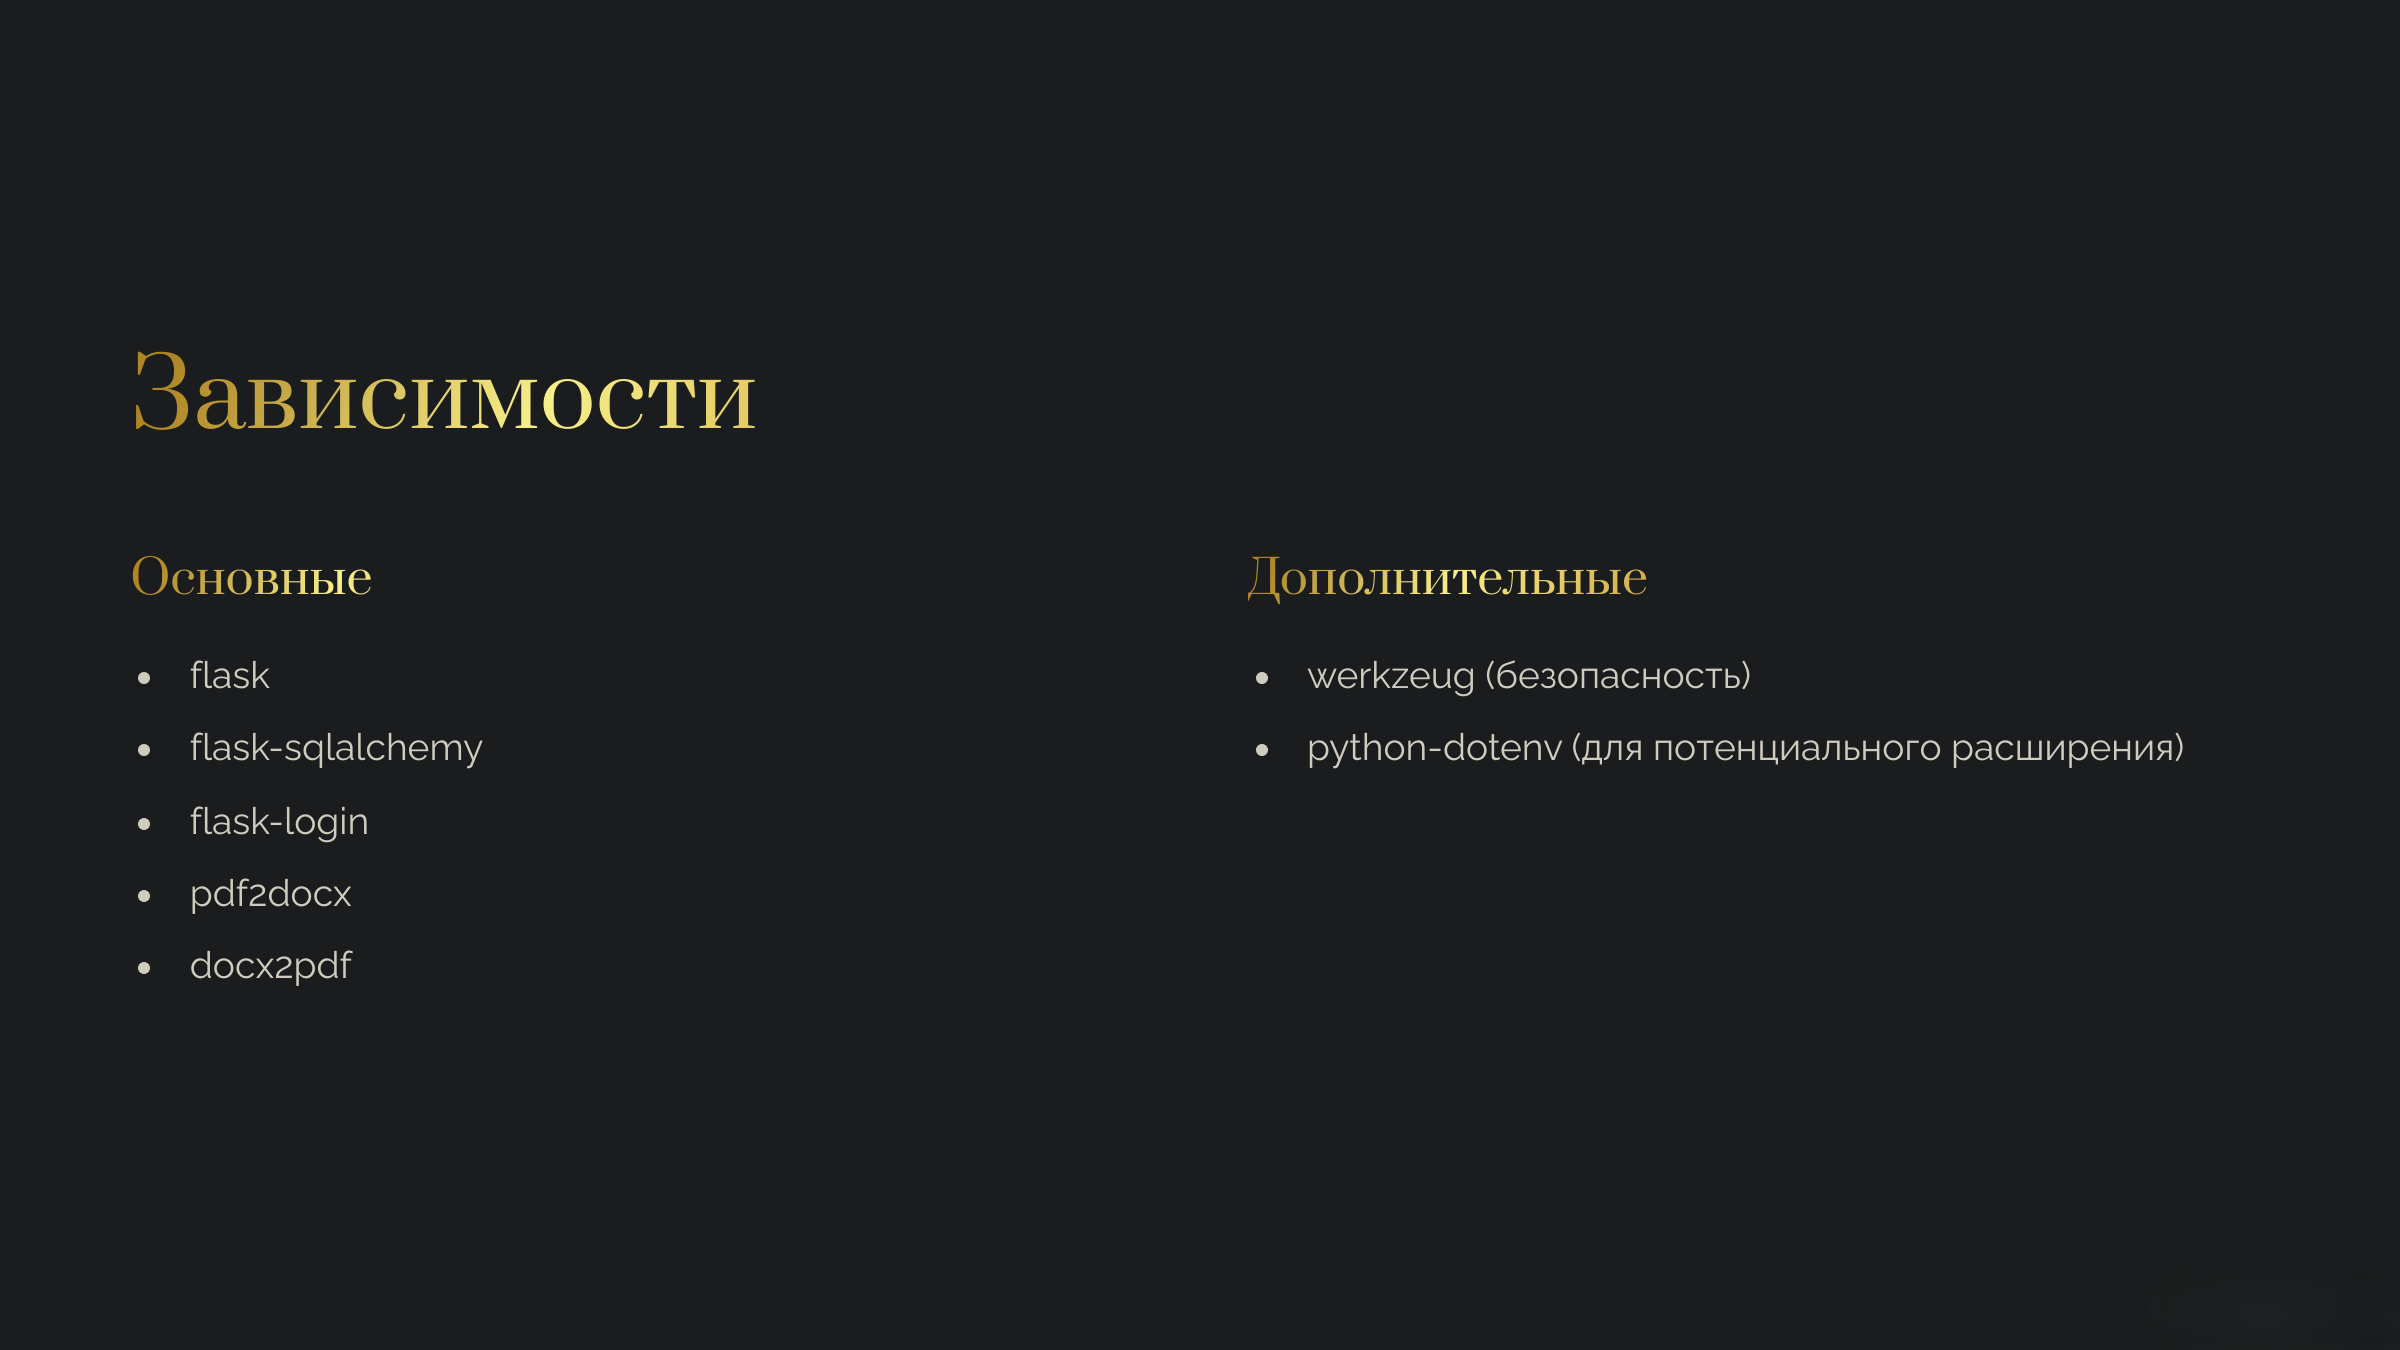 Зависимости
Основные
• flask
• flask-sqlalchemy
• flask-login
• pdf2docx
• docx2pdf
Дополнительные
• werkzeug (безопасность)
• python-dotenv (для потенциального расширения)